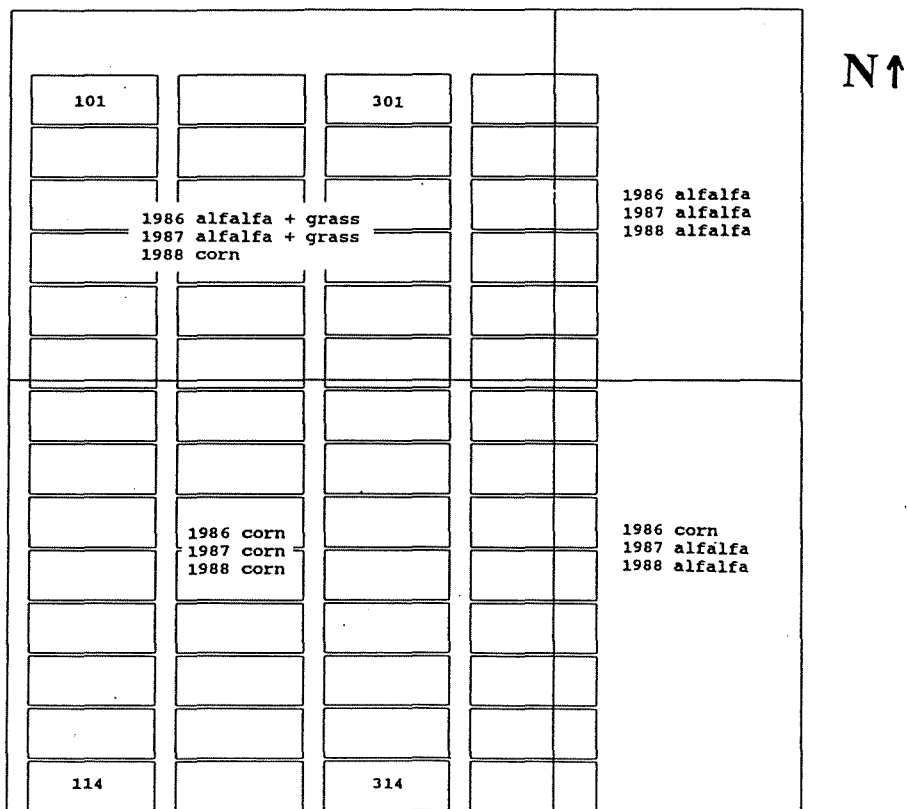 N↑
101
301
1986 alfalfa + grass
1987 alfalfa + grass
1988 corn
1986 alfalfa
1987 alfalfa
1988 alfalfa
1986 corn
1987 corn
1988 corn
1986 corn
1987 alfalfa
1988 alfalfa
114
314